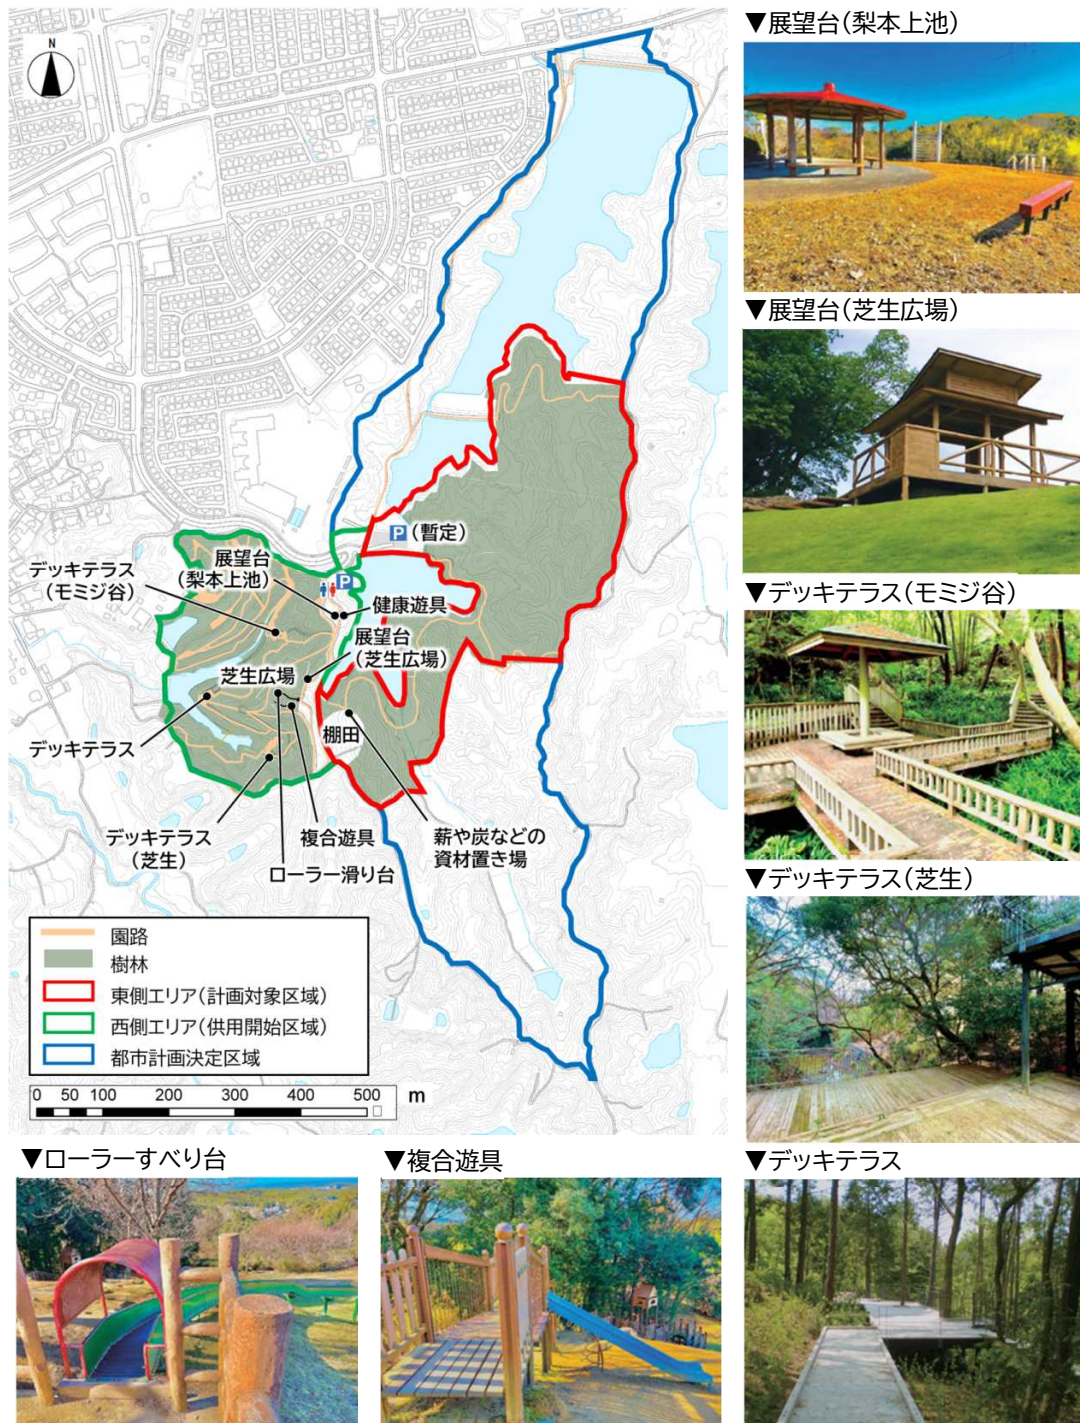 N
デッキテラス
(モミジ谷)
展望台
(梨本上池)
P
P (暫定)
健康遊具
展望台
(芝生広場)
芝生広場
棚田
デッキテラス
デッキテラス
(芝生)
複合遊具
ローラー滑り台
薪や炭などの
資材置き場
園路
樹林
東側エリア(計画対象区域)
西側エリア(供用開始区域)
都市計画決定区域
0 50 100 200 300 400 500 m
▼展望台(梨本上池)
▼展望台(芝生広場)
▼デッキテラス(モミジ谷)
▼デッキテラス(芝生)
▼ローラーすべり台
▼複合遊具
▼デッキテラス